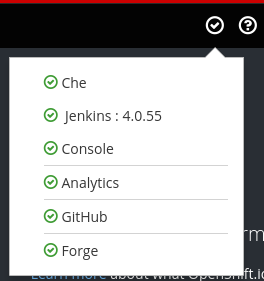 Che
Jenkins : 4.0.55
Console
Analytics
GitHub
Forge
Learn more about what OpenShift.io